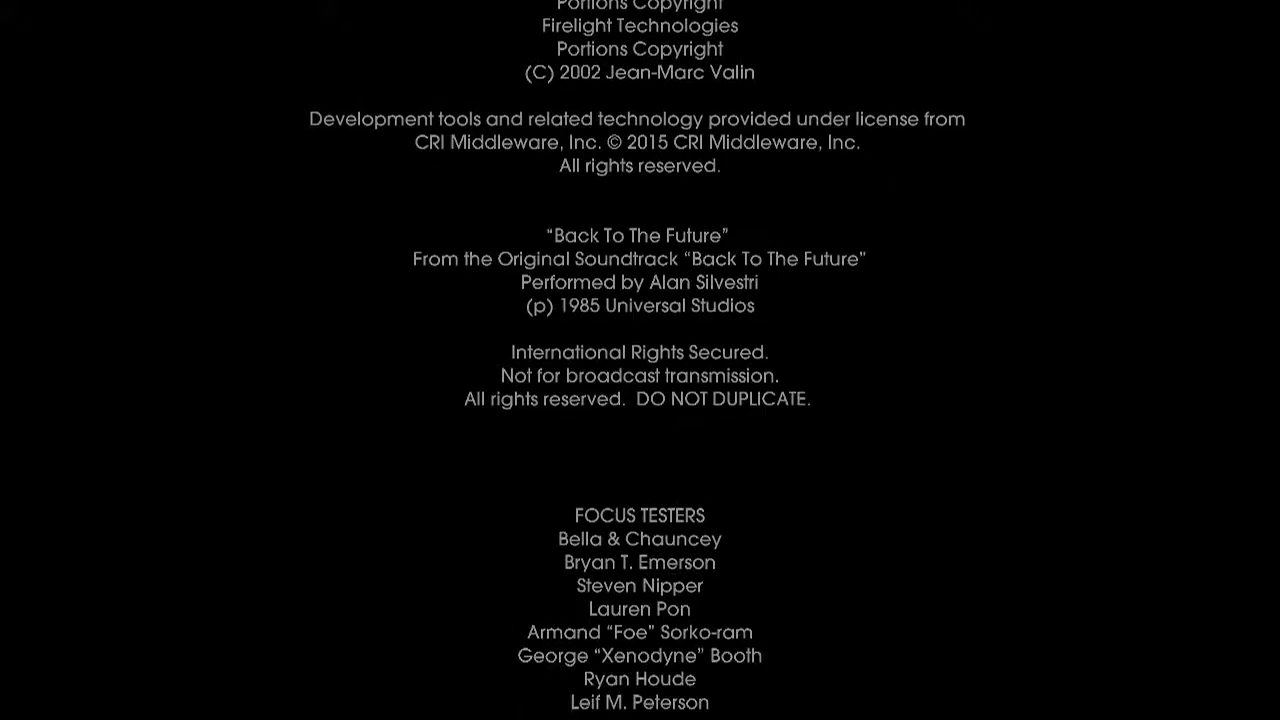 Portions Copyright
Firelight Technologies
Portions Copyright
(C) 2002 Jean-Marc Valin
Development tools and related technology provided under license from
CRI Middleware, Inc. © 2015 CRI Middleware, Inc.
All rights reserved.
“Back To The Future”
From the Original Soundtrack “Back To The Future”
Performed by Alan Silvestri
(p) 1985 Universal Studios
International Rights Secured.
Not for broadcast transmission.
All rights reserved.  DO NOT DUPLICATE.
FOCUS TESTERS
Bella & Chauncey
Bryan T. Emerson
Steven Nipper
Lauren Pon
Armand “Foe” Sorko-ram
George “Xenodyne” Booth
Ryan Houde
Leif M. Peterson